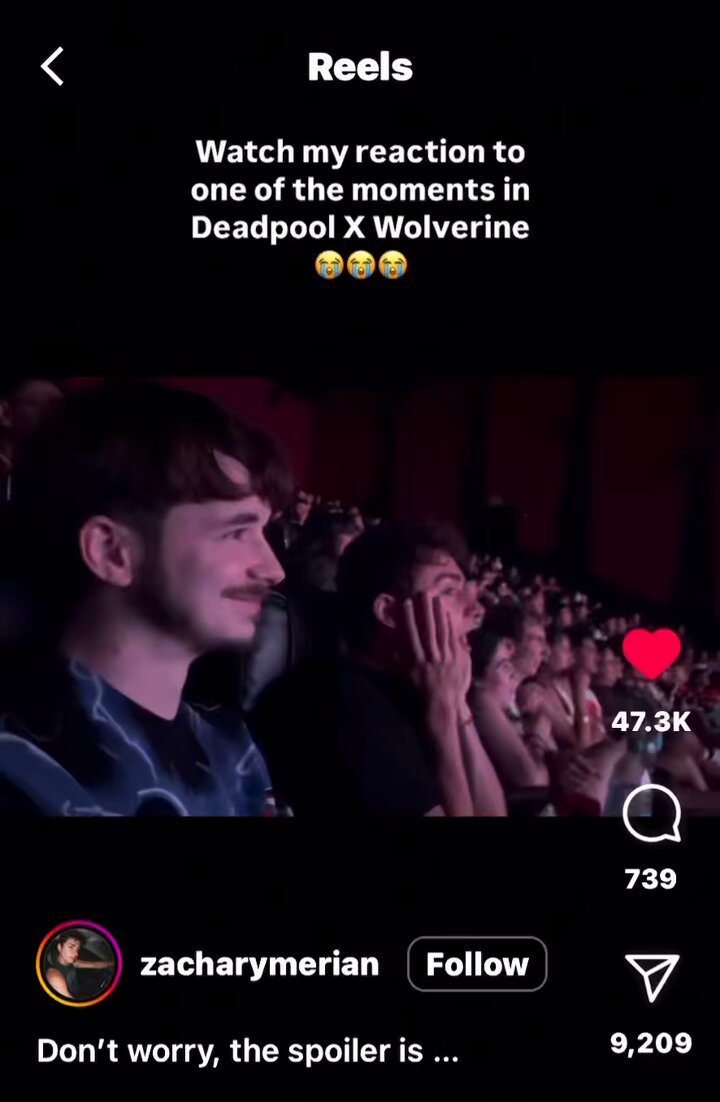 Reels
Watch my reaction to
one of the moments in
Deadpool X Wolverine
😭😭😭
47.3K
739
zacharymerian
Follow
9,209
Don’t worry, the spoiler is ...